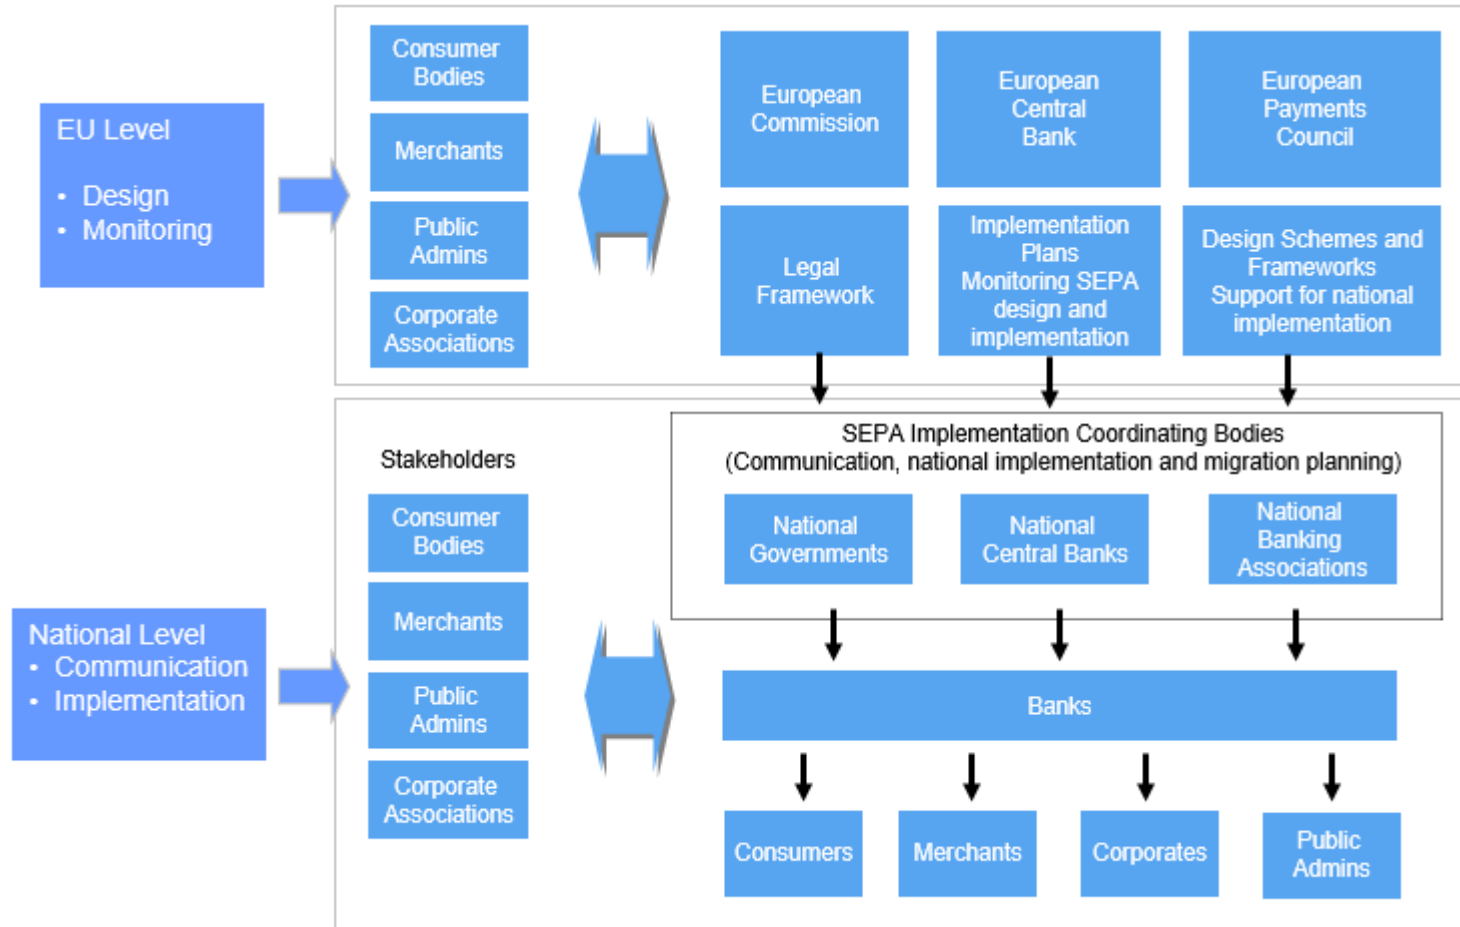 EU Level
• Design
• Monitoring
Consumer
Bodies
Merchants
Public
Admins
Corporate
Associations
European
Commission
European
Central
Bank
European
Payments
Council
Legal
Framework
Implementation
Plans
Monitoring SEPA
design and
implementation
Design Schemes and
Frameworks
Support for national
implementation
National Level
• Communication
• Implementation
Stakeholders
Consumer
Bodies
Merchants
Public
Admins
Corporate
Associations
SEPA Implementation Coordinating Bodies
(Communication, national implementation and migration planning)
National
Governments
National
Central Banks
National
Banking
Associations
Banks
Consumers
Merchants
Corporates
Public
Admins